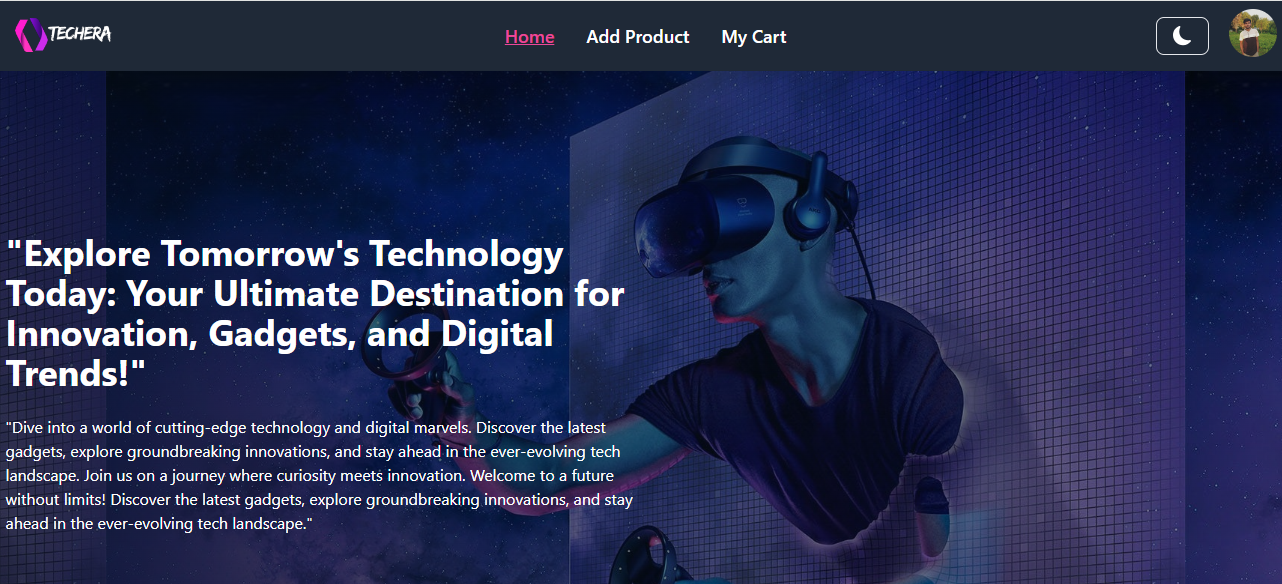 TECHERA
Home Add Product My Cart
"Explore Tomorrow's Technology
Today: Your Ultimate Destination for
Innovation, Gadgets, and Digital
Trends!"
"Dive into a world of cutting-edge technology and digital marvels. Discover the latest
gadgets, explore groundbreaking innovations, and stay ahead in the ever-evolving tech
landscape. Join us on a journey where curiosity meets innovation. Welcome to a future
without limits! Discover the latest gadgets, explore groundbreaking innovations, and stay
ahead in the ever-evolving tech landscape."